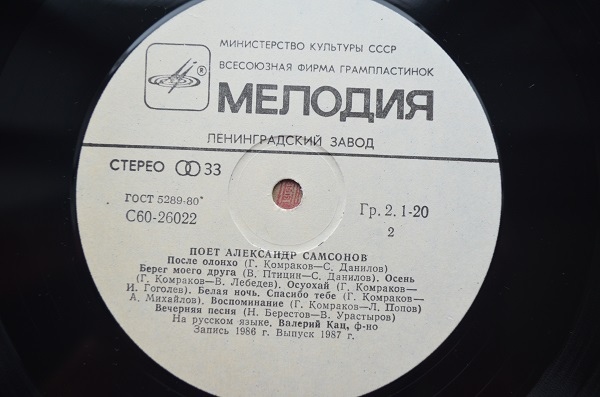 МИНИСТЕРСТВО КУЛЬТУРЫ СССР
ВСЕСОЮЗНАЯ ФИРМА ГРАМПЛАСТИНОК
®
МЕЛОДИЯ
ЛЕНИНГРАДСКИЙ ЗАВОД
СТЕРЕО 33
ГОСТ 5289-80*
С60-26022
Гр. 2. 1-20
2
ПОЕТ АЛЕКСАНДР САМСОНОВ
После олонхо (Г. Комраков—С. Данилов)
Берег моего друга (В. Птицин—С. Данилов). Осень
(Г. Комраков—В. Лебедев). Осуохай (Г. Комраков—
И. Гоголев). Белая ночь. Спасибо тебе (Г. Комраков—
А. Михайлов). Воспоминание (Г. Комраков—Л. Попов)
Вечерняя песня (Н. Берестов—В. Урастыров)
На русском языке. Валерий Кац, ф-но
Запись 1986 г. Выпуск 1987 г.